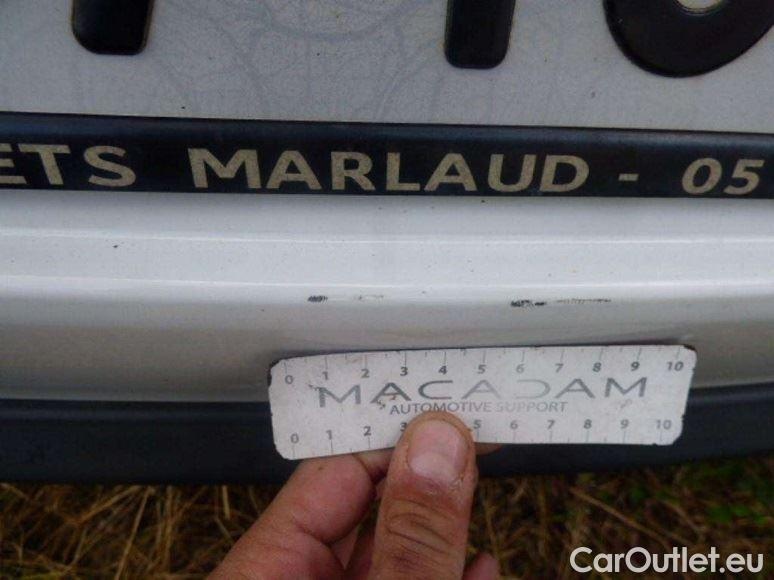 ETS MARLAUD - 05
0 1 2 3 4 5 6 7 8 9 10
MACADAM
AUTOMOTIVE SUPPORT
0 1 2 3 5 6 7 8 9 10
CarOutlet.eu